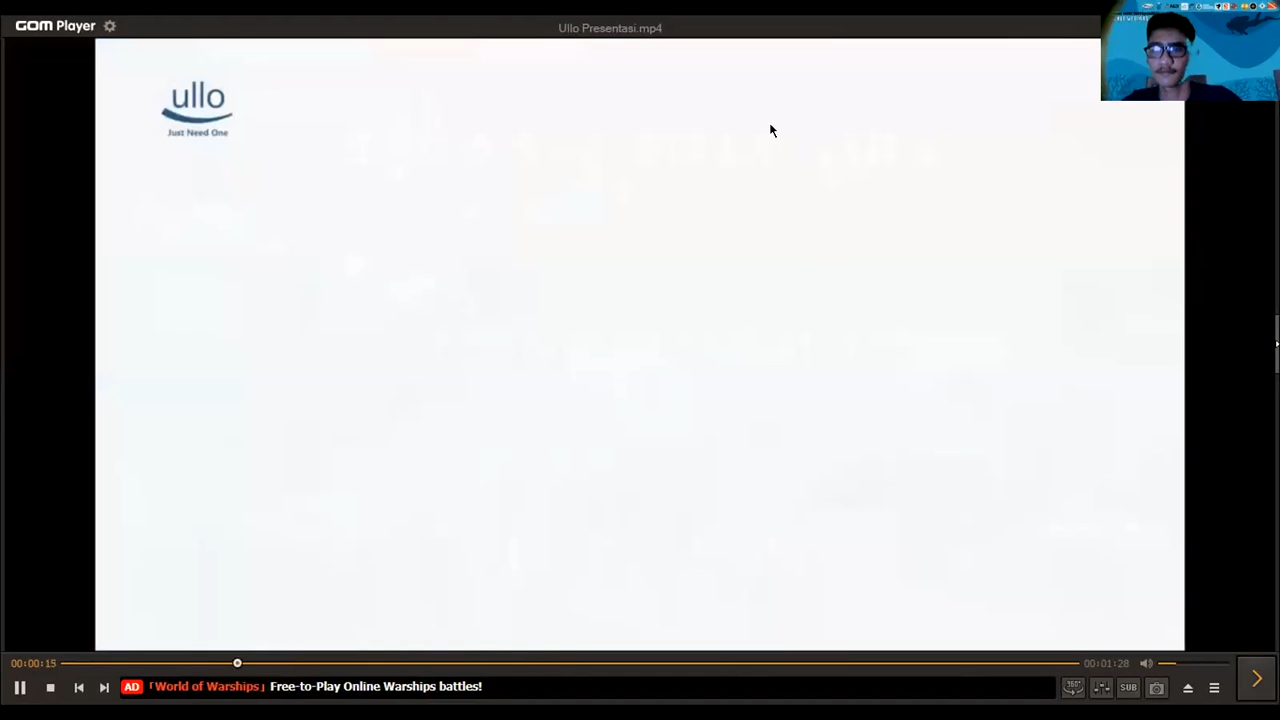 GOM Player
Ullo Presentasi.mp4
ullo
Just Need One
00:00:15
00:01:28
AD 「World of Warships」 Free-to-Play Online Warships battles!
360°
SUB